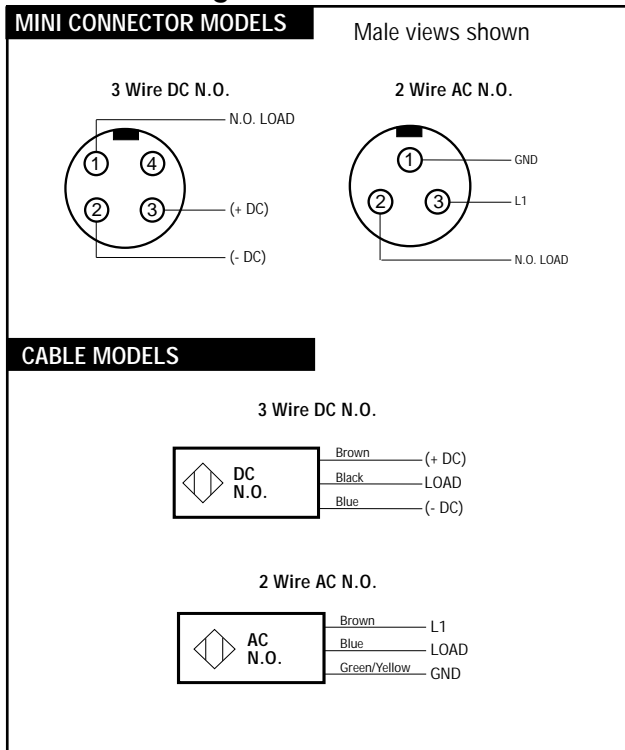 MINI CONNECTOR MODELS
Male views shown
3 Wire DC N.O.
2 Wire AC N.O.
N.O. LOAD
1
4
2
3
(+ DC)
(- DC)
1
GND
2
3
L1
N.O. LOAD
CABLE MODELS
3 Wire DC N.O.
DC
N.O.
Brown
(+ DC)
Black
LOAD
Blue
(- DC)
2 Wire AC N.O.
AC
N.O.
Brown
L1
Blue
LOAD
Green/Yellow
GND